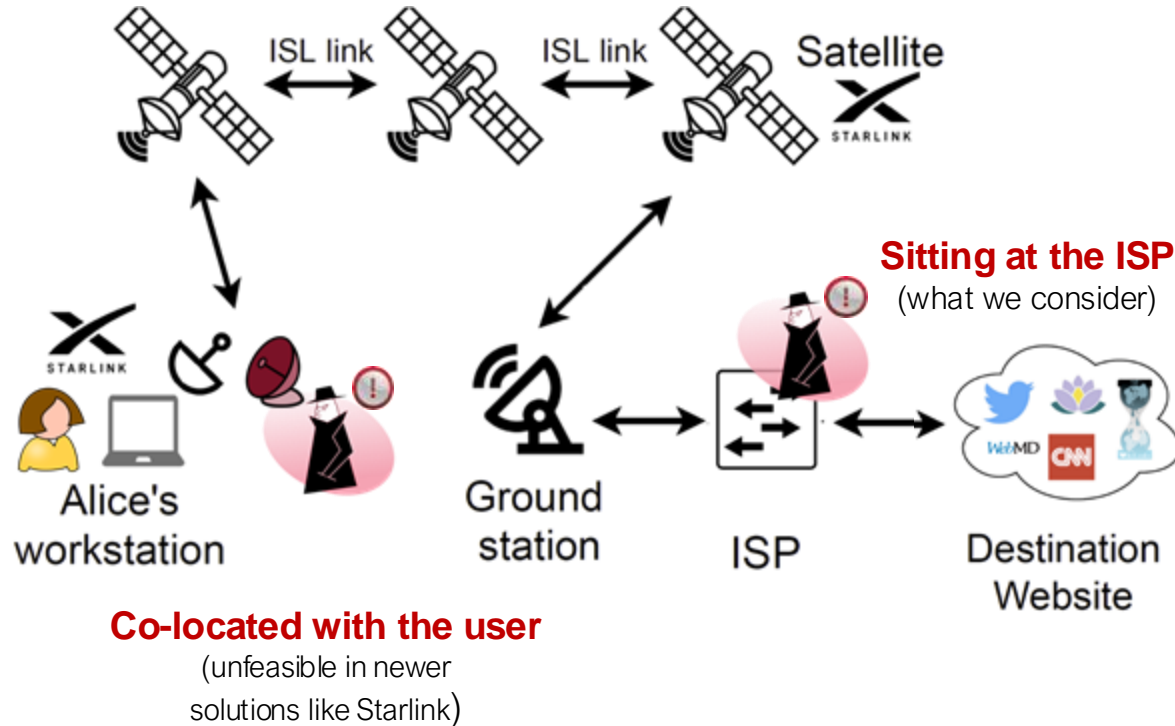 ISL link
ISL link
Satellite
STARLINK
Sitting at the ISP
(what we consider)
STARLINK
WebMD
CNN
Alice's
workstation
Ground
station
ISP
Destination
Website
Co-located with the user
(unfeasible in newer
solutions like Starlink)